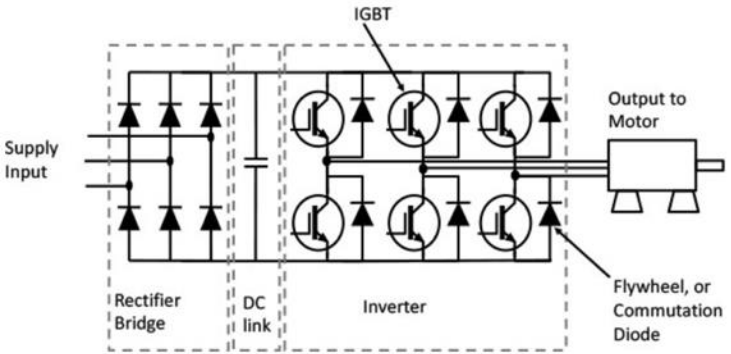 IGBT
Output to
Motor
Supply
Input
Rectifier
Bridge
DC
link
Inverter
Flywheel, or
Commutation
Diode